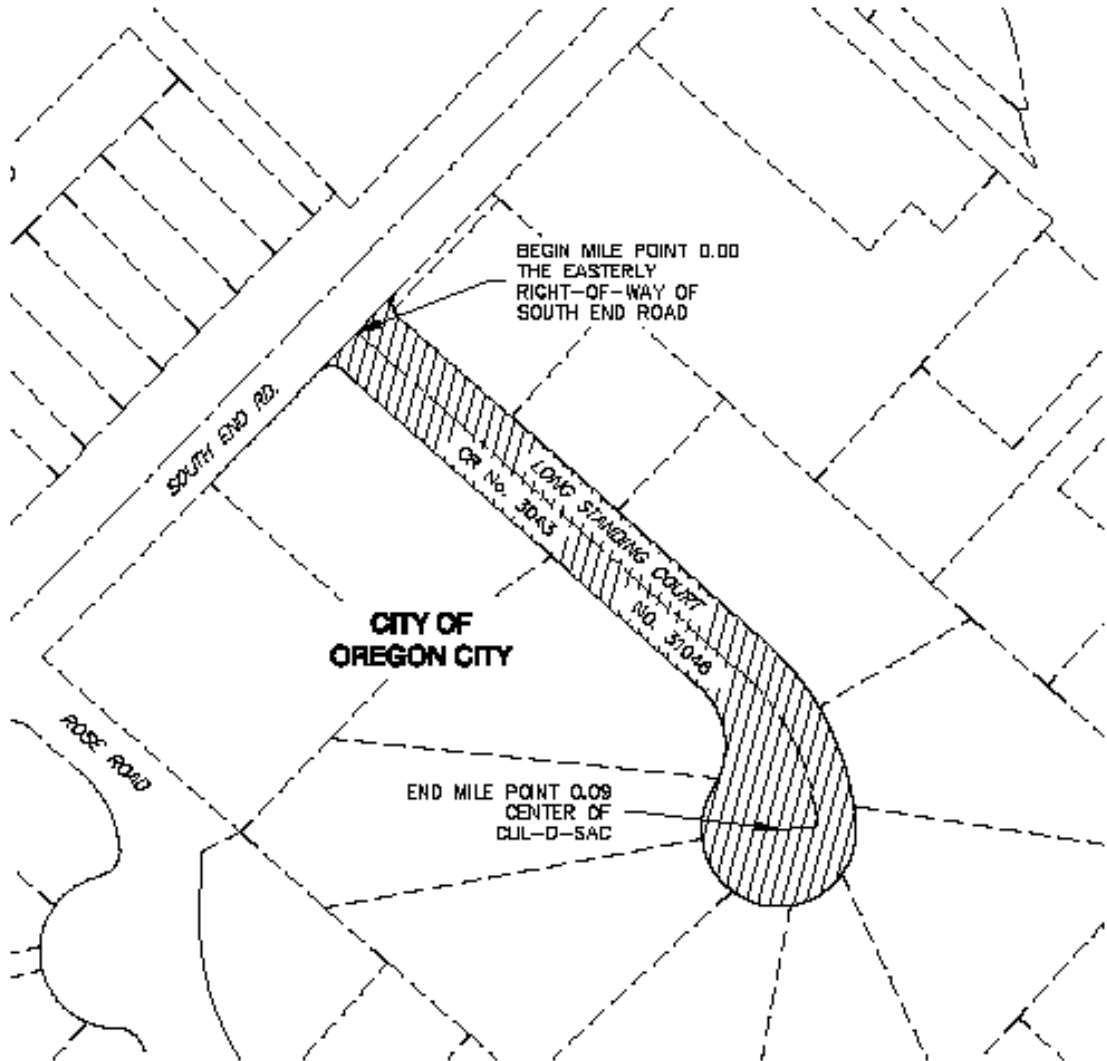 BEGIN MILE POINT 0.00
THE EASTERLY
RIGHT-OF-WAY OF
SOUTH END ROAD
SOUTH END RD.
CR No. 3043
LONG STANDING COURT
NO. 31048
CITY OF
OREGON CITY
ROSE ROAD
END MILE POINT 0.09
CENTER OF
CUL-D-SAC